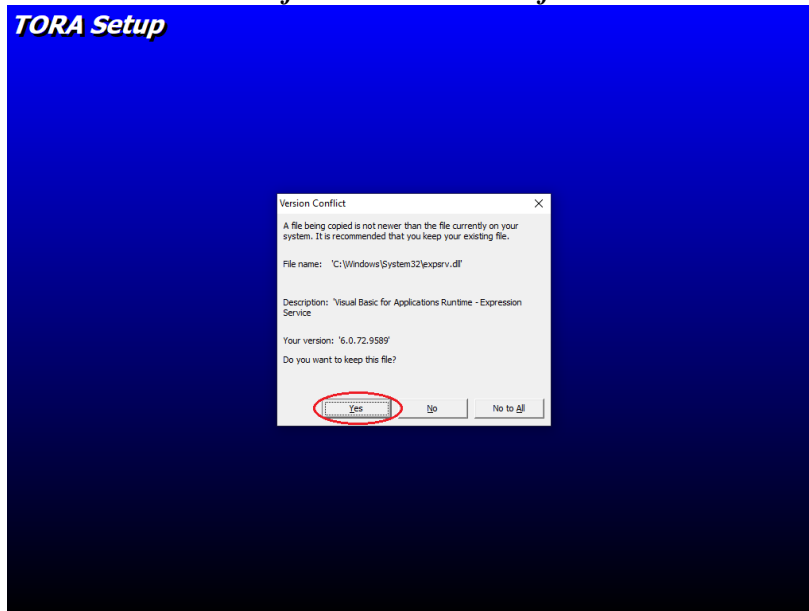 TORA Setup
Version Conflict
A file being copied is not newer than the file currently on your
system. It is recommended that you keep your existing file.
File name: 'C:\Windows\System32\expsrv.dll'
Description: 'Visual Basic for Applications Runtime - Expression
Service
Your version: '6.0.72.9589'
Do you want to keep this file?
Yes No No to All